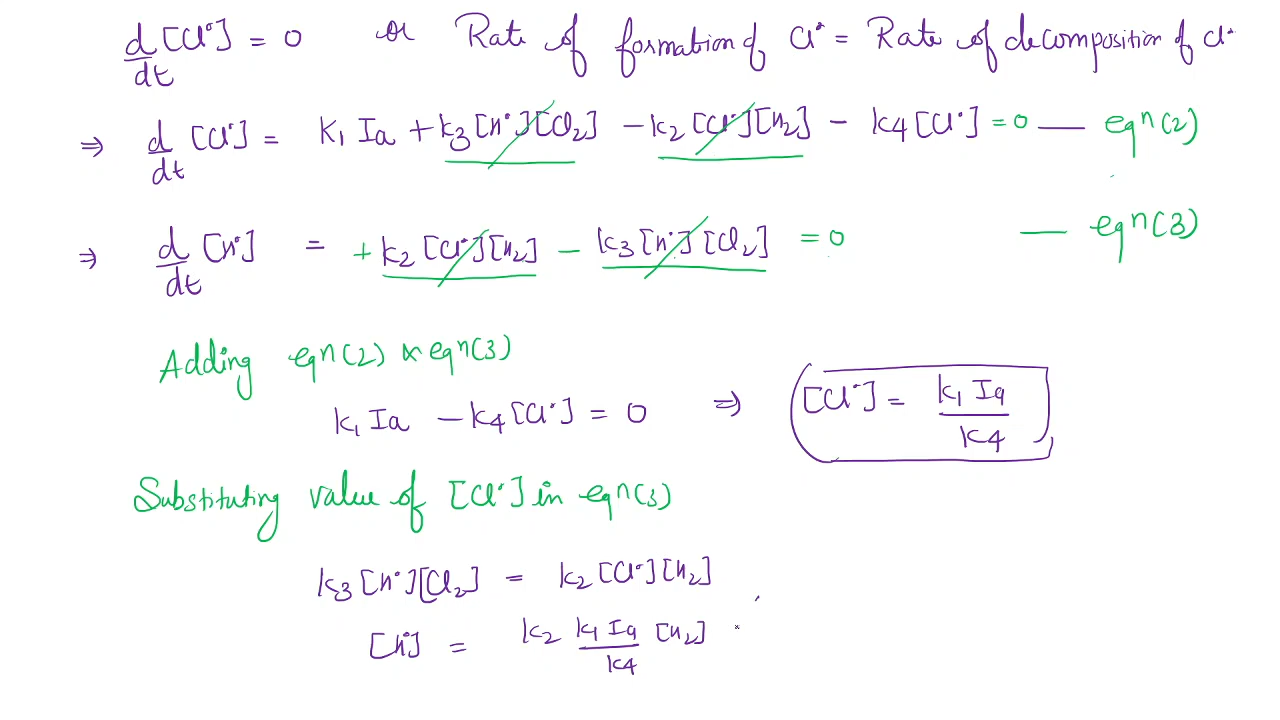 d/dt [Cl•] = 0 or Rate of formation of Cl• = Rate of decomposition of Cl•
⇒ d/dt [Cl•] = K1 Ia + k3 [H•][Cl2] - k2 [Cl•][H2] - k4 [Cl•] = 0 — eqn(2)
⇒ d/dt [H•] = + k2 [Cl•][H2] - k3 [H•][Cl2] = 0 — eqn(3)
Adding eqn(2) & eqn(3)
k1 Ia - k4 [Cl•] = 0 ⇒ [Cl•] = k1 Ia / k4
Substituting value of [Cl•] in eqn(3)
k3 [H•][Cl2] = k2 [Cl•][H2]
[H•] = k2 k1 Ia / k4 [H2]